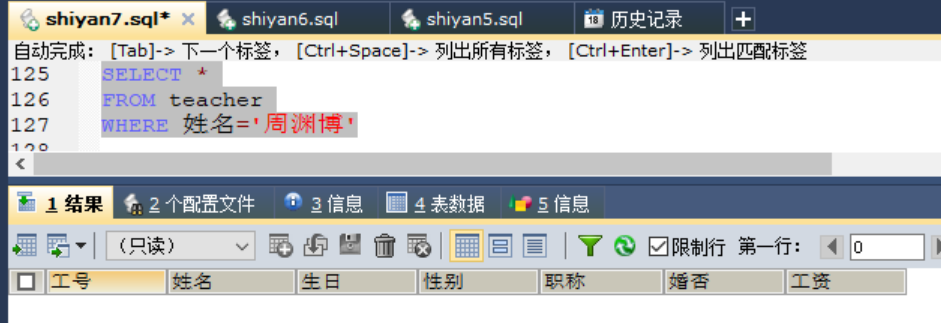 shiyan7.sql* × shiyan6.sql shiyan5.sql 18 历史记录 +
自动完成: [Tab]-> 下一个标签, [Ctrl+Space]-> 列出所有标签, [Ctrl+Enter]-> 列出匹配标签
125 SELECT *
126 FROM teacher
127 WHERE 姓名='周渊博'
128
1 结果 2 个配置文件 3 信息 4 表数据 5 信息
(只读) 限制行 第一行: 0
工号 姓名 生日 性别 职称 婚否 工资